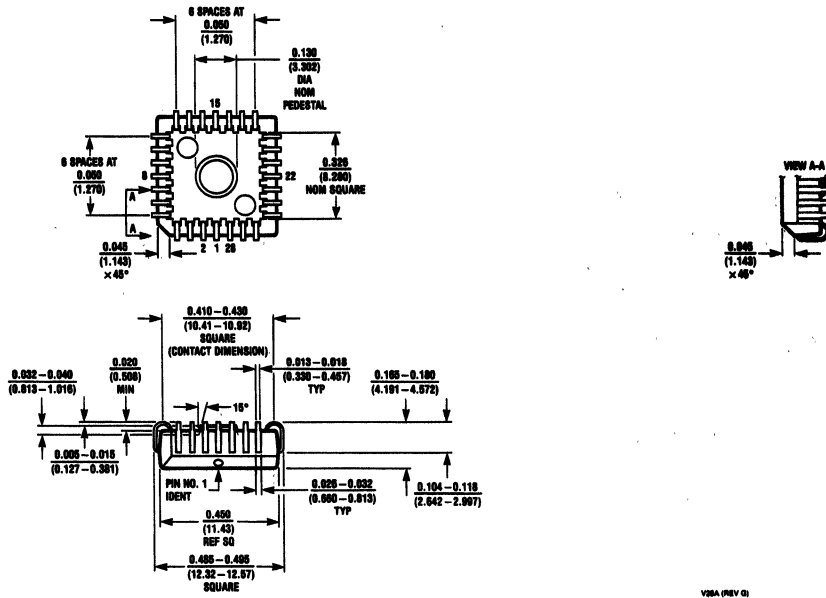 6 SPACES AT
0.050
(1.270)
0.130
(3.302)
DIA
NOM
PEDESTAL
15
6 SPACES AT
0.050
(1.270)
8
22
0.326
(8.280)
NOM SQUARE
A
A
2 1 28
0.045
(1.143)
× 45°
VIEW A-A
0.045
(1.143)
× 45°
0.410 – 0.430
(10.41 – 10.92)
SQUARE
(CONTACT DIMENSION)
0.032 – 0.040
(0.813 – 1.016)
0.020
(0.508)
MIN
0.013 – 0.018
(0.330 – 0.457)
TYP
0.165 – 0.180
(4.191 – 4.572)
15°
0.005 – 0.015
(0.127 – 0.381)
PIN NO. 1
IDENT
0.026 – 0.032
(0.660 – 0.813)
TYP
0.104 – 0.118
(2.642 – 2.997)
0.450
(11.43)
REF SQ
0.485 – 0.495
(12.32 – 12.57)
SQUARE
V28A (REV G)